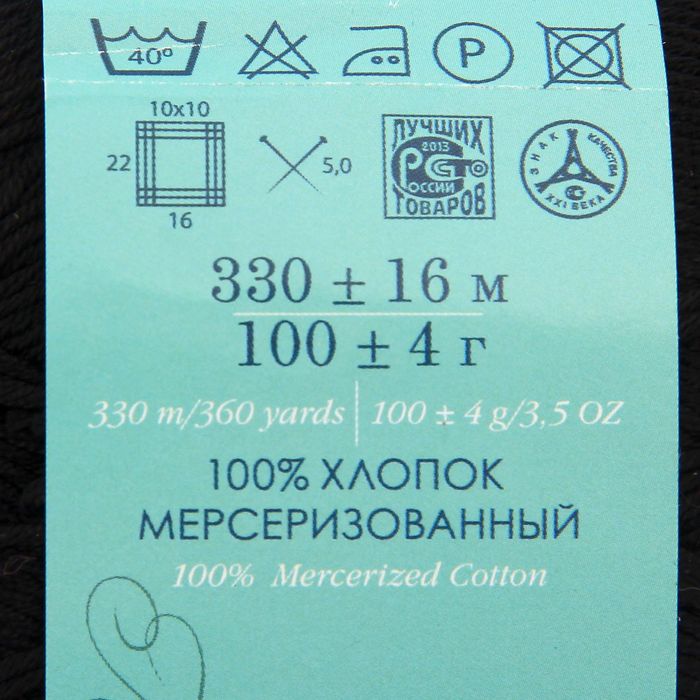 40°
P
10x10
22
16
5,0
ЛУЧШИХ
2013
РОССИИ
СТО
ТОВАРОВ
ЗНАК КАЧЕСТВА
XXI ВЕКА
330 ± 16 м
100 ± 4 г
330 m/360 yards | 100 ± 4 g/3,5 OZ
100% ХЛОПОК
МЕРСЕРИЗОВАННЫЙ
100% Mercerized Cotton